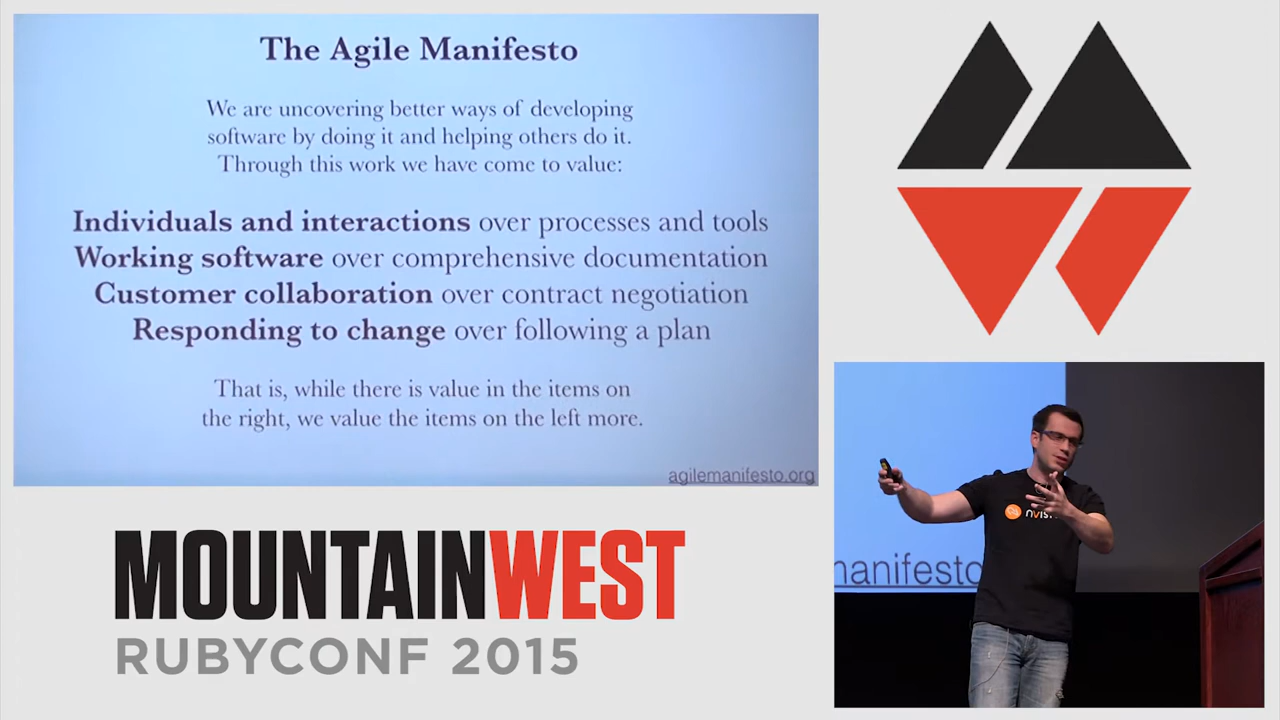 The Agile Manifesto
We are uncovering better ways of developing
software by doing it and helping others do it.
Through this work we have come to value:
Individuals and interactions over processes and tools
Working software over comprehensive documentation
Customer collaboration over contract negotiation
Responding to change over following a plan
That is, while there is value in the items on
the right, we value the items on the left more.
agilemanifesto.org
MOUNTAINWEST
RUBYCONF 2015
manifesto